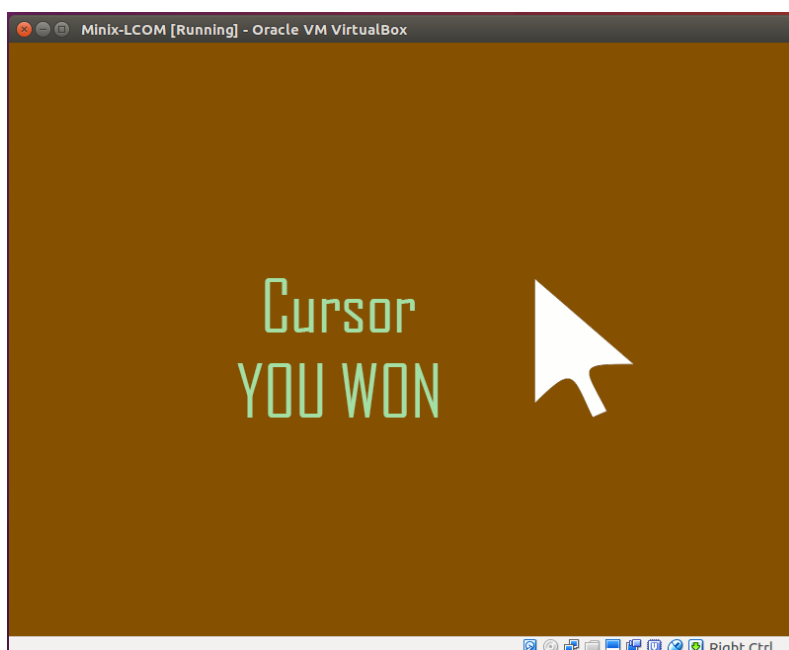 Minix-LCOM [Running] - Oracle VM VirtualBox
Cursor
YOU WON
Right Ctrl